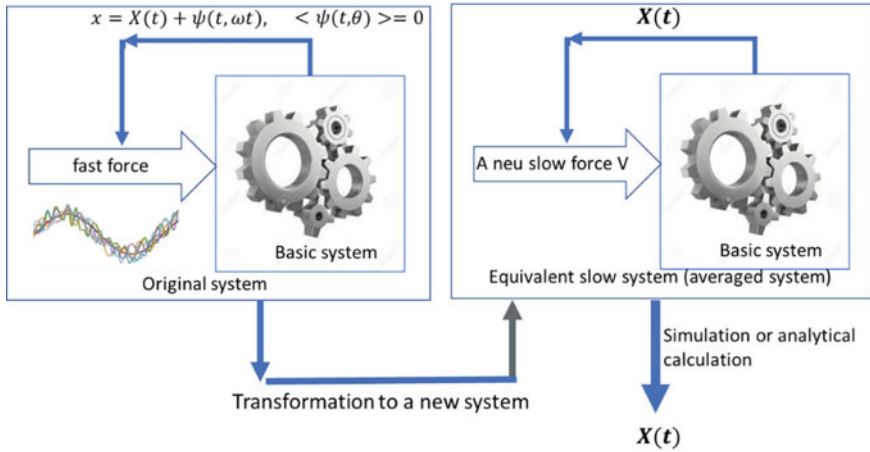 x = X(t) + ψ(t, ωt), < ψ(t,θ) >= 0
fast force
Basic system
Original system
X(t)
A neu slow force V
Basic system
Equivalent slow system (averaged system)
Transformation to a new system
Simulation or analytical
calculation
X(t)